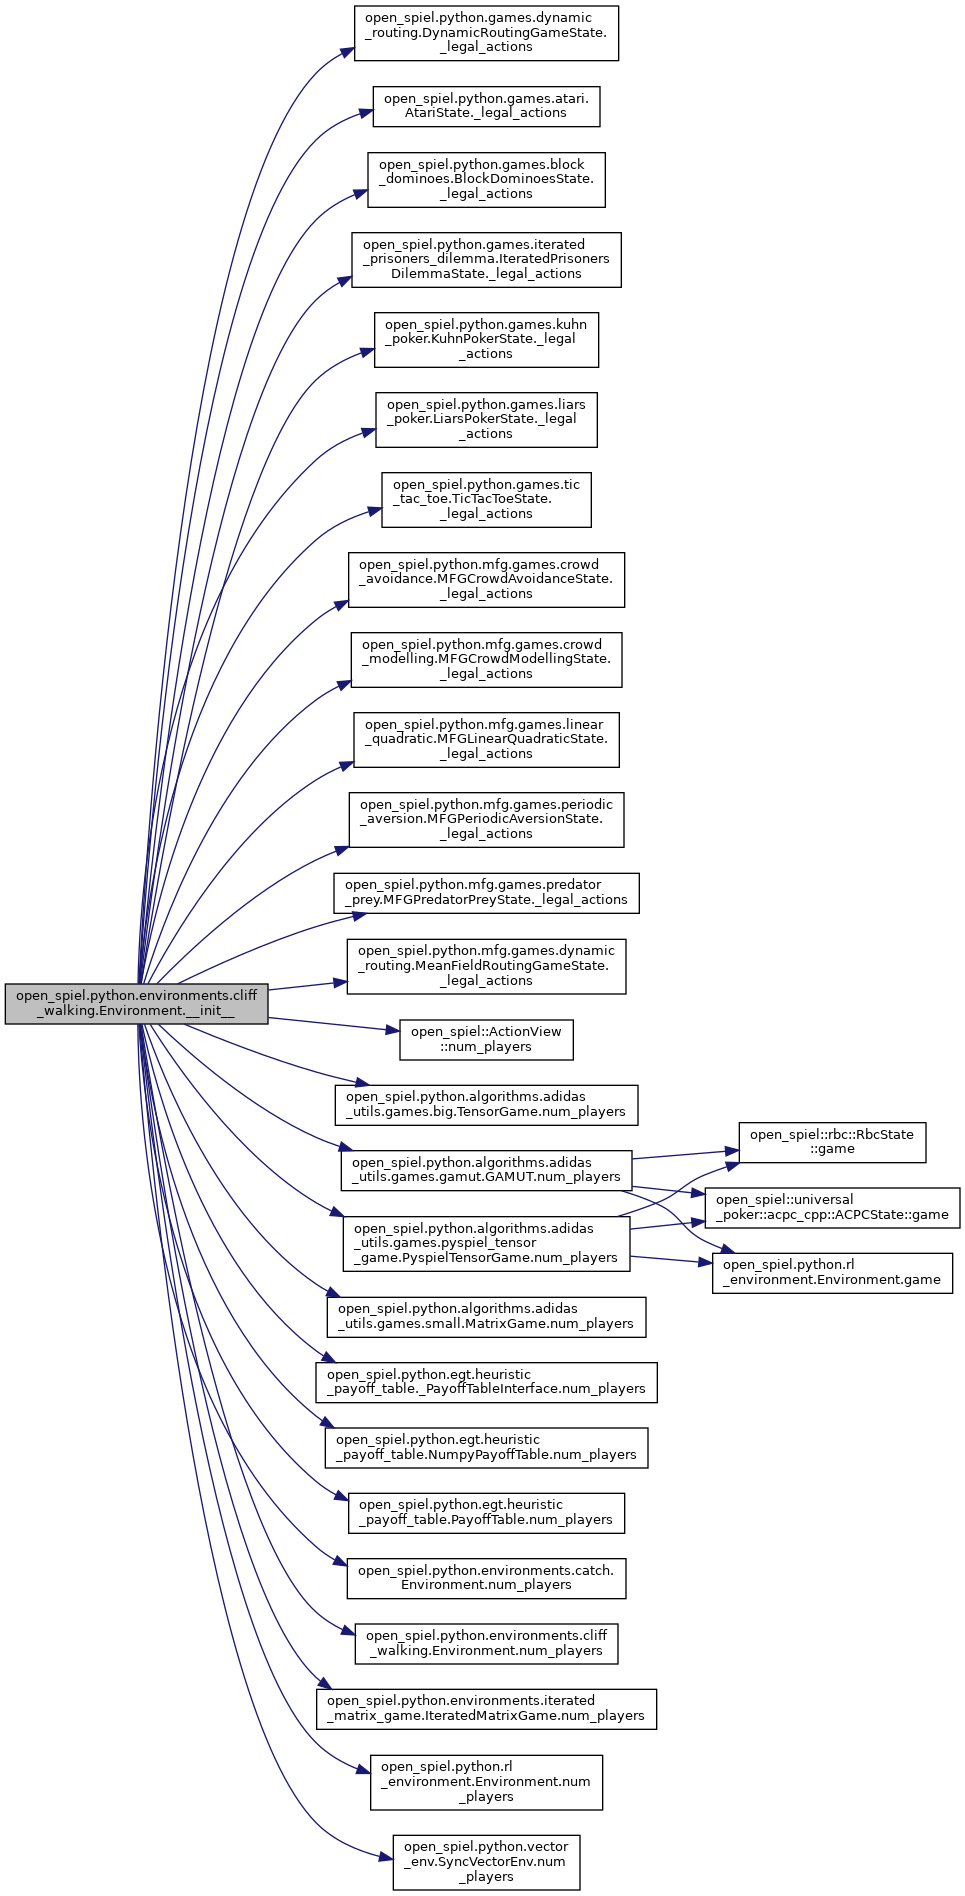 open_spiel.python.games.dynamic
_routing.DynamicRoutingGameState.
_legal_actions
open_spiel.python.games.atari.
AtariState._legal_actions
open_spiel.python.games.block
_dominoes.BlockDominoesState.
_legal_actions
open_spiel.python.games.iterated
_prisoners_dilemma.IteratedPrisoners
DilemmaState._legal_actions
open_spiel.python.games.kuhn
_poker.KuhnPokerState._legal
_actions
open_spiel.python.games.liars
_poker.LiarsPokerState._legal
_actions
open_spiel.python.games.tic
_tac_toe.TicTacToeState.
_legal_actions
open_spiel.python.mfg.games.crowd
_avoidance.MFGCrowdAvoidanceState.
_legal_actions
open_spiel.python.mfg.games.crowd
_modelling.MFGCrowdModellingState.
_legal_actions
open_spiel.python.mfg.games.linear
_quadratic.MFGLinearQuadraticState.
_legal_actions
open_spiel.python.mfg.games.periodic
_aversion.MFGPeriodicAversionState.
_legal_actions
open_spiel.python.mfg.games.predator
_prey.MFGPredatorPreyState._legal_actions
open_spiel.python.mfg.games.dynamic
_routing.MeanFieldRoutingGameState.
_legal_actions
open_spiel.python.environments.cliff
_walking.Environment.__init__
open_spiel::ActionView
::num_players
open_spiel.python.algorithms.adidas
_utils.games.big.TensorGame.num_players
open_spiel.python.algorithms.adidas
_utils.games.gamut.GAMUT.num_players
open_spiel::rbc::RbcState
::game
open_spiel::universal
_poker::acpc_cpp::ACPCState::game
open_spiel.python.rl
_environment.Environment.game
open_spiel.python.algorithms.adidas
_utils.games.pyspiel_tensor
_game.PyspielTensorGame.num_players
open_spiel.python.algorithms.adidas
_utils.games.small.MatrixGame.num_players
open_spiel.python.egt.heuristic
_payoff_table._PayoffTableInterface.num_players
open_spiel.python.egt.heuristic
_payoff_table.NumpyPayoffTable.num_players
open_spiel.python.egt.heuristic
_payoff_table.PayoffTable.num_players
open_spiel.python.environments.catch.
Environment.num_players
open_spiel.python.environments.cliff
_walking.Environment.num_players
open_spiel.python.environments.iterated
_matrix_game.IteratedMatrixGame.num_players
open_spiel.python.rl
_environment.Environment.num
_players
open_spiel.python.vector
_env.SyncVectorEnv.num
_players